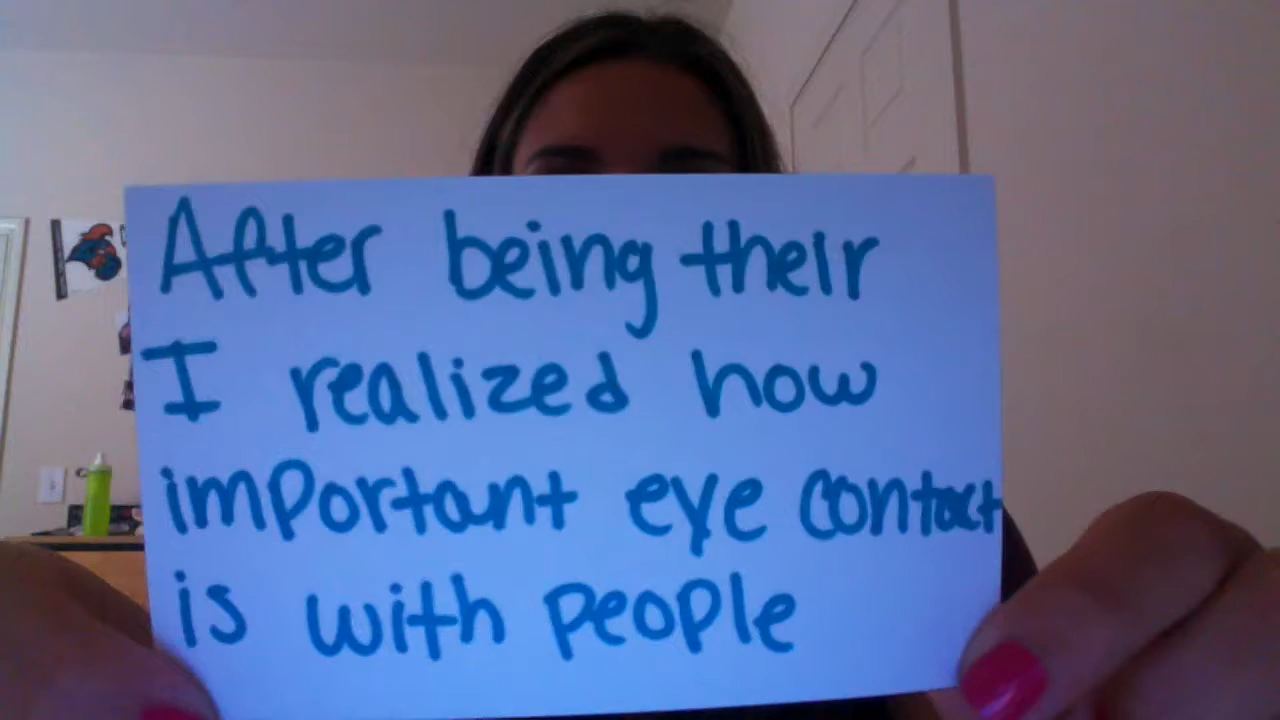 After being their
I realized how
important eye contact
is with people